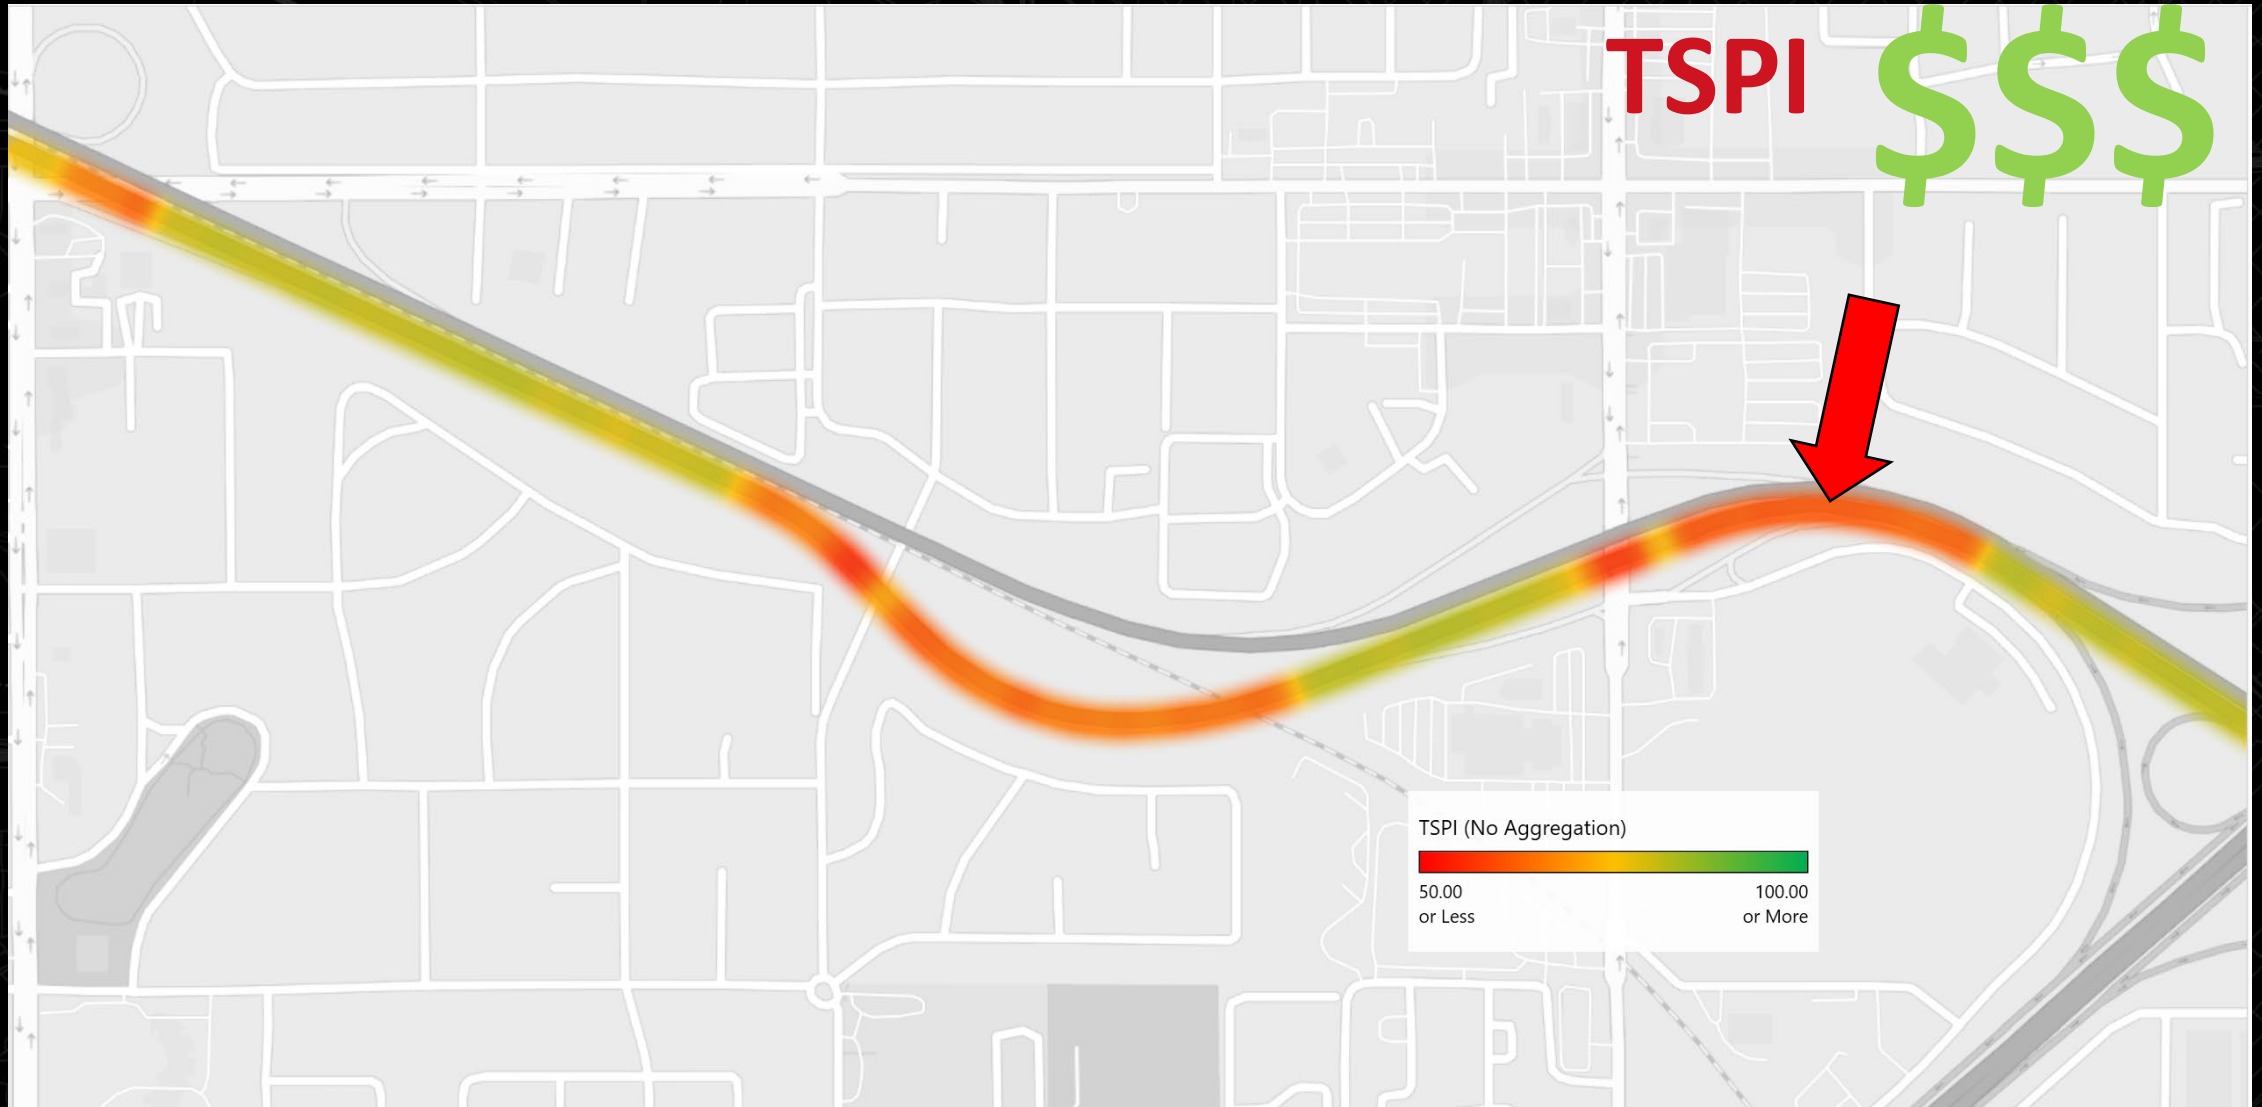 TSPI $$$
TSPI (No Aggregation)
50.00 100.00
or Less or More